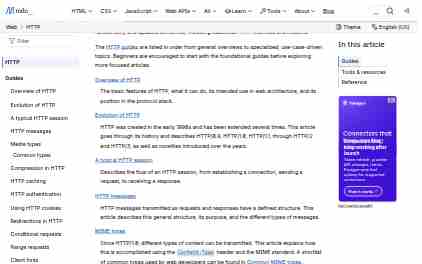 mdn_
HTML CSS JavaScript Web APIs All Learn Tools About Blog
Web > HTTP
Theme English (US)
Filter
HTTP
Guides
Overview of HTTP
Evolution of HTTP
A typical HTTP session
HTTP messages
Media types
Common types
Compression in HTTP
HTTP caching
HTTP authentication
Using HTTP cookies
Redirections in HTTP
Conditional requests
Range requests
Client hints
The HTTP guides are listed in order from general overviews to specialized, use-case-driven
topics. Beginners are encouraged to start with the foundational guides before exploring
more focused articles.
Overview of HTTP
The basic features of HTTP, what it can do, its intended use in web architecture, and its
position in the protocol stack.
Evolution of HTTP
HTTP was created in the early 1990s and has been extended several times. This article
goes through its history and describes HTTP/0.9, HTTP/1.0, HTTP/1.1, through HTTP/2
and HTTP/3, as well as novelties introduced over the years.
A typical HTTP session
Describes the flow of an HTTP session, from establishing a connection, sending a
request, to receiving a response.
HTTP messages
HTTP messages transmitted as requests and responses have a defined structure. This
article describes this general structure, its purpose, and the different types of messages.
MIME types
Since HTTP/1.0, different types of content can be transmitted. This article explains how
this is accomplished using the Content-Type header and the MIME standard. A shortlist
of common types used by web developers can be found in Common MIME types.
In this article
Guides
Tools & resources
Reference
Connectors that